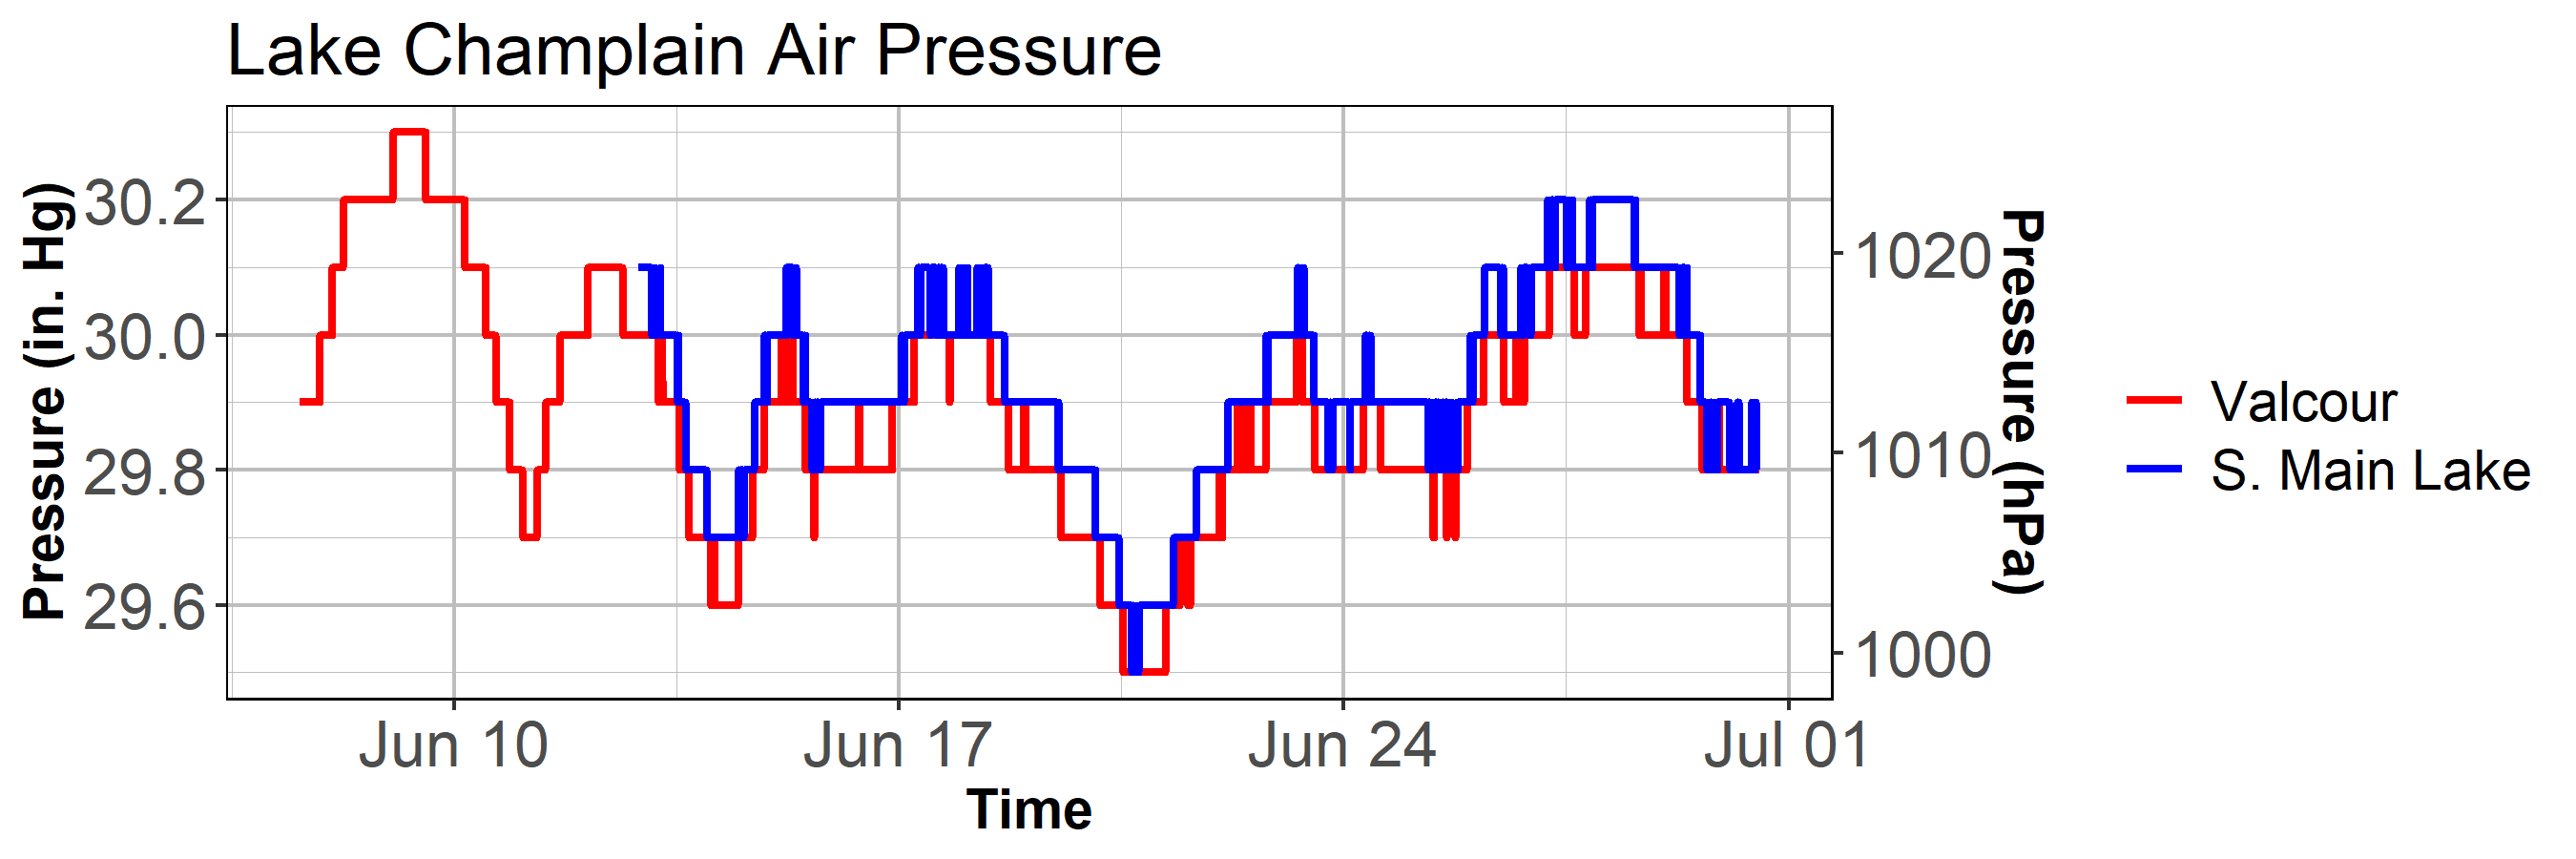 Lake Champlain Air Pressure
Pressure (in. Hg)
30.2
30.0
29.8
29.6
1020
1010
1000
Pressure (hPa)
Jun 10
Jun 17
Jun 24
Jul 01
Time
Valcour
S. Main Lake